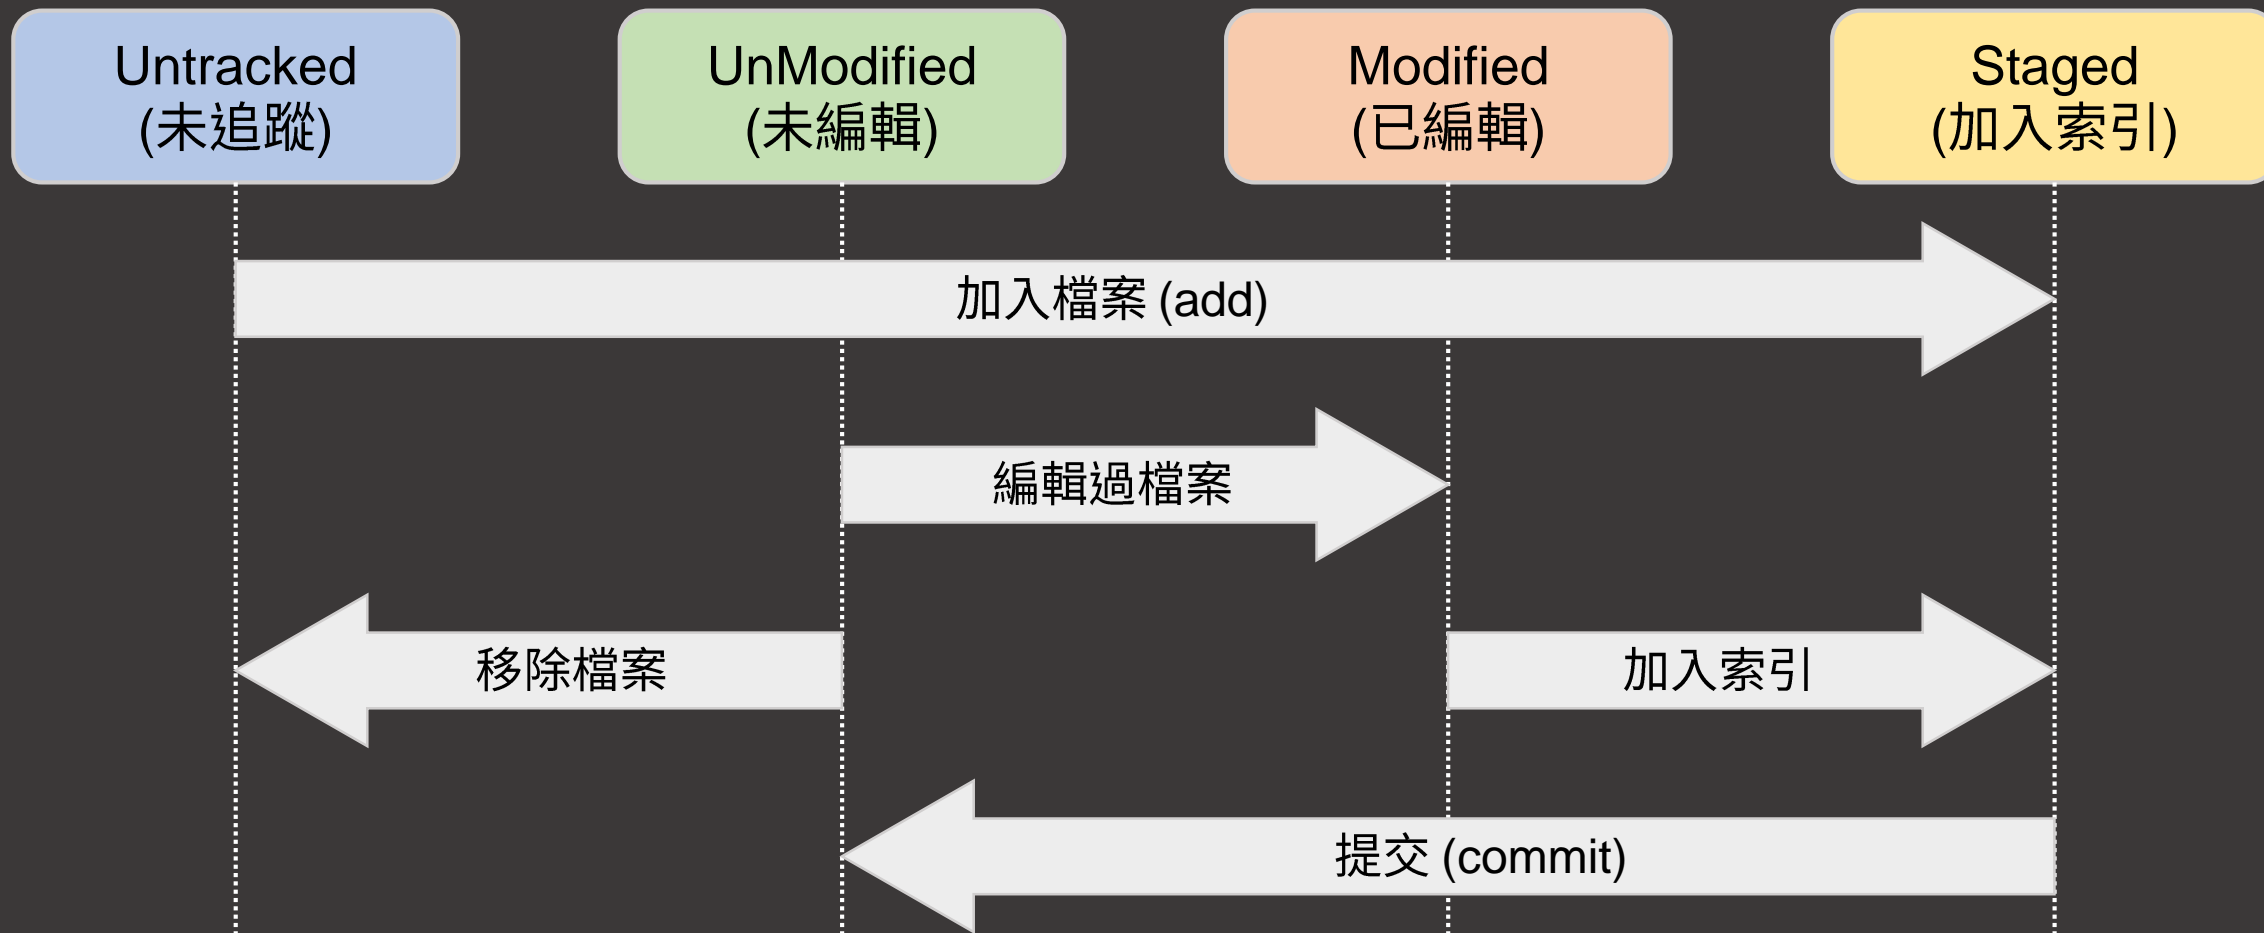 Untracked
(未追蹤)
UnModified
(未編輯)
Modified
(已編輯)
Staged
(加入索引)
加入檔案 (add)
編輯過檔案
移除檔案
加入索引
提交 (commit)